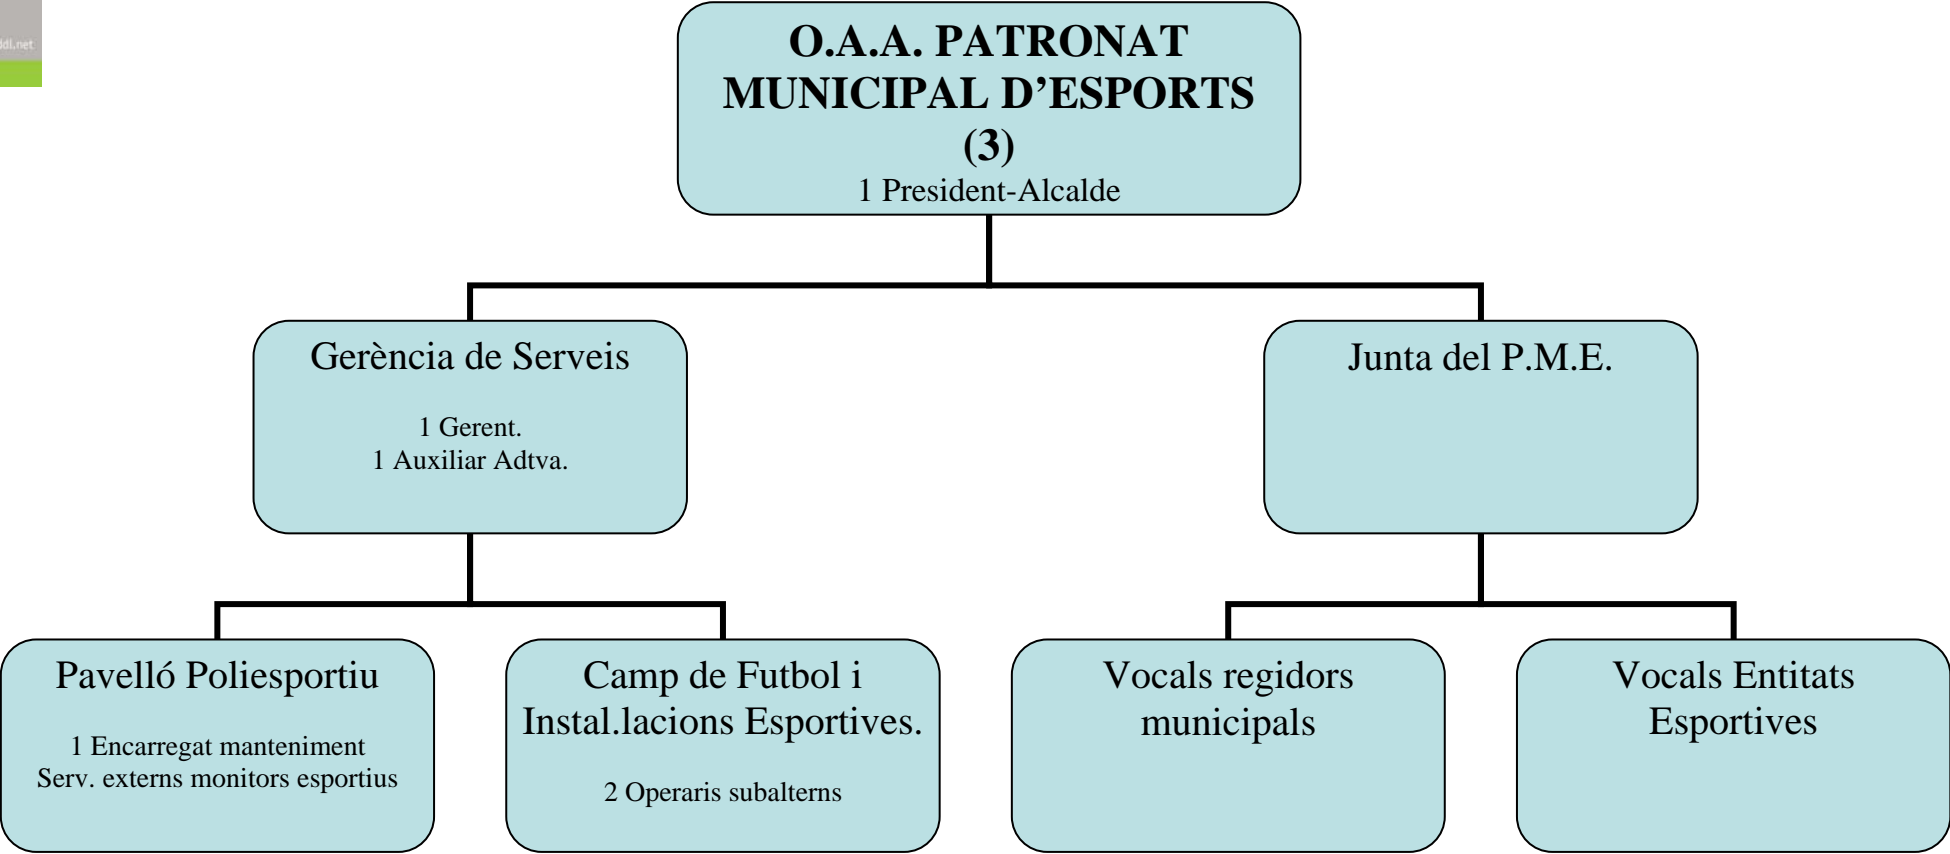 ddl.net
O.A.A. PATRONAT
MUNICIPAL D’ESPORTS
(3)
1 President-Alcalde
Gerència de Serveis
1 Gerent.
1 Auxiliar Adtva.
Junta del P.M.E.
Pavelló Poliesportiu
1 Encarregat manteniment
Serv. externs monitors esportius
Camp de Futbol i
Instal.lacions Esportives.
2 Operaris subalterns
Vocals regidors
municipals
Vocals Entitats
Esportives